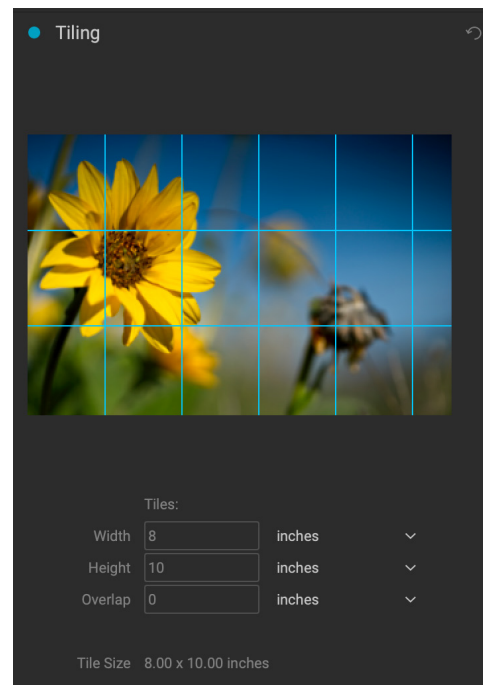 Tiling
Tiles:
Width 8 inches
Height 10 inches
Overlap 0 inches
Tile Size 8.00 x 10.00 inches